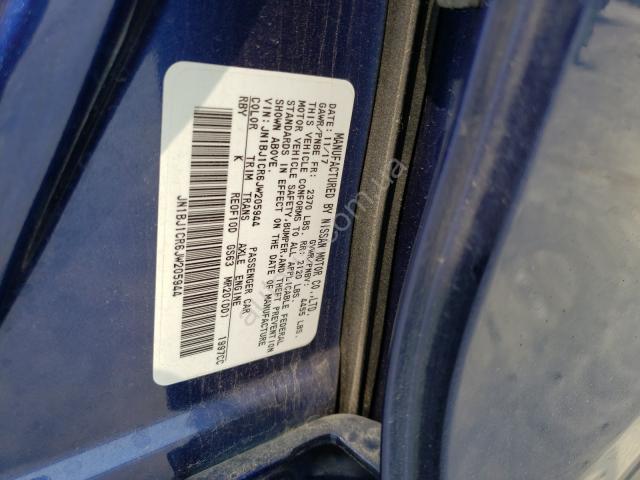 MANUFACTURED BY NISSAN MOTOR CO.,LTD.
DATE: 11/17 GVWR/PNBV: 4455 LBS.
GAWR/PNBE FR: 2370 LBS. RR: 2120 LBS.
THIS VEHICLE CONFORMS TO ALL APPLICABLE FEDERAL
MOTOR VEHICLE SAFETY,BUMPER,AND THEFT PREVENTION
STANDARDS IN EFFECT ON THE DATE OF MANUFACTURE
SHOWN ABOVE.
VIN: JN1BJ1CR6JW205944 PASSENGER CAR
COLOR TRIM TRANS AXLE ENGINE
RBY K RE0F10D GS63 MR20(DD) 1997CC
JN1BJ1CR6JW205944